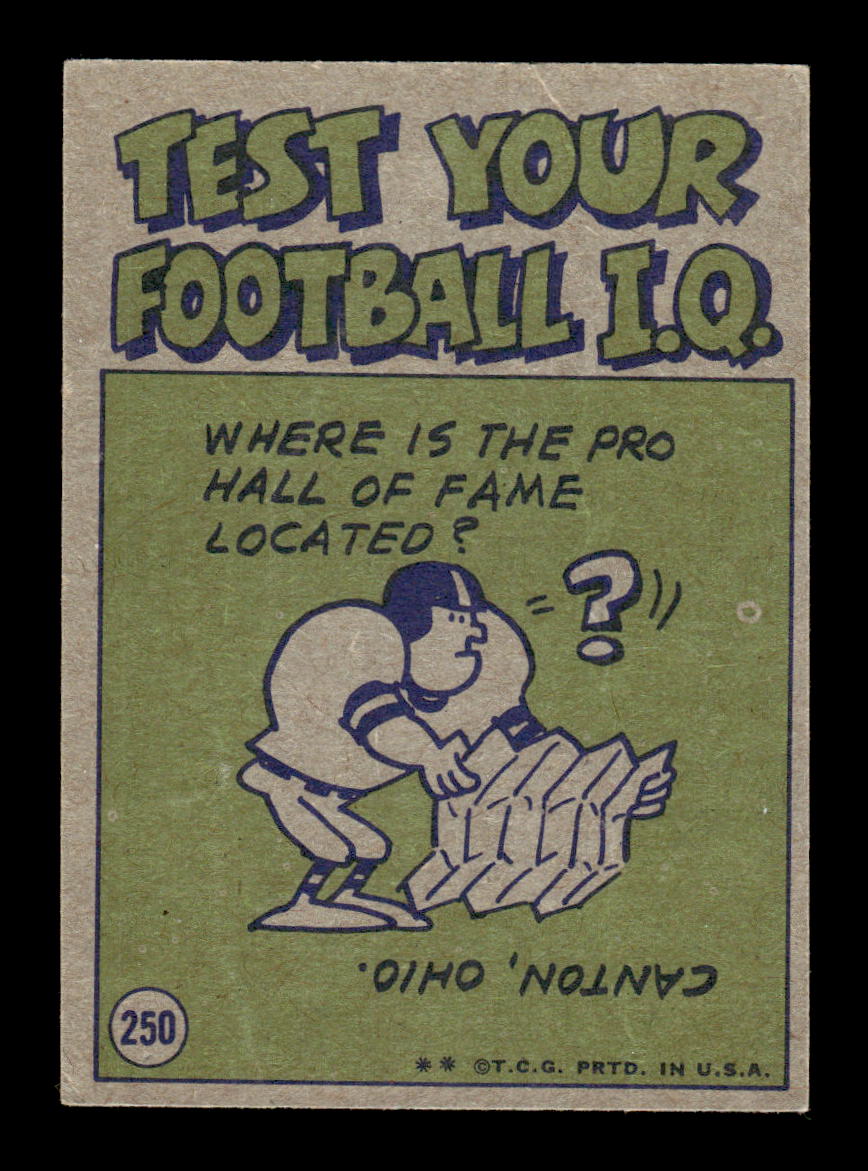 TEST YOUR
FOOTBALL I.Q.
WHERE IS THE PRO
HALL OF FAME
LOCATED?
?
CANTON, OHIO.
250
** ©T.C.G. PRTD. IN U.S.A.